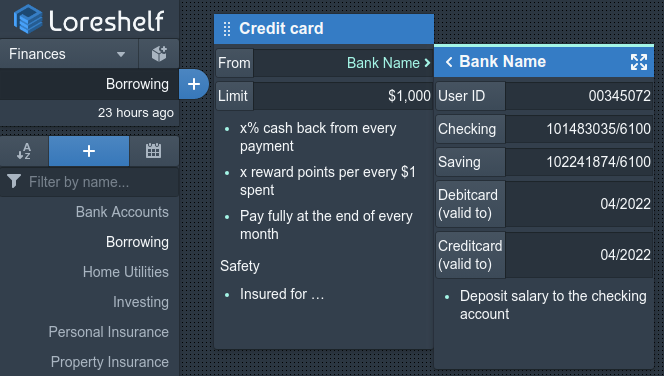 Loreshelf
Finances
Borrowing
23 hours ago
A
Z
Filter by name...
Bank Accounts
Borrowing
Home Utilities
Investing
Personal Insurance
Property Insurance
Credit card
From Bank Name
Limit $1,000
• x% cash back from every
payment
• x reward points per every $1
spent
• Pay fully at the end of every
month
Safety
• Insured for …
Bank Name
User ID 00345072
Checking 101483035/6100
Saving 102241874/6100
Debitcard
(valid to) 04/2022
Creditcard
(valid to) 04/2022
• Deposit salary to the checking
account